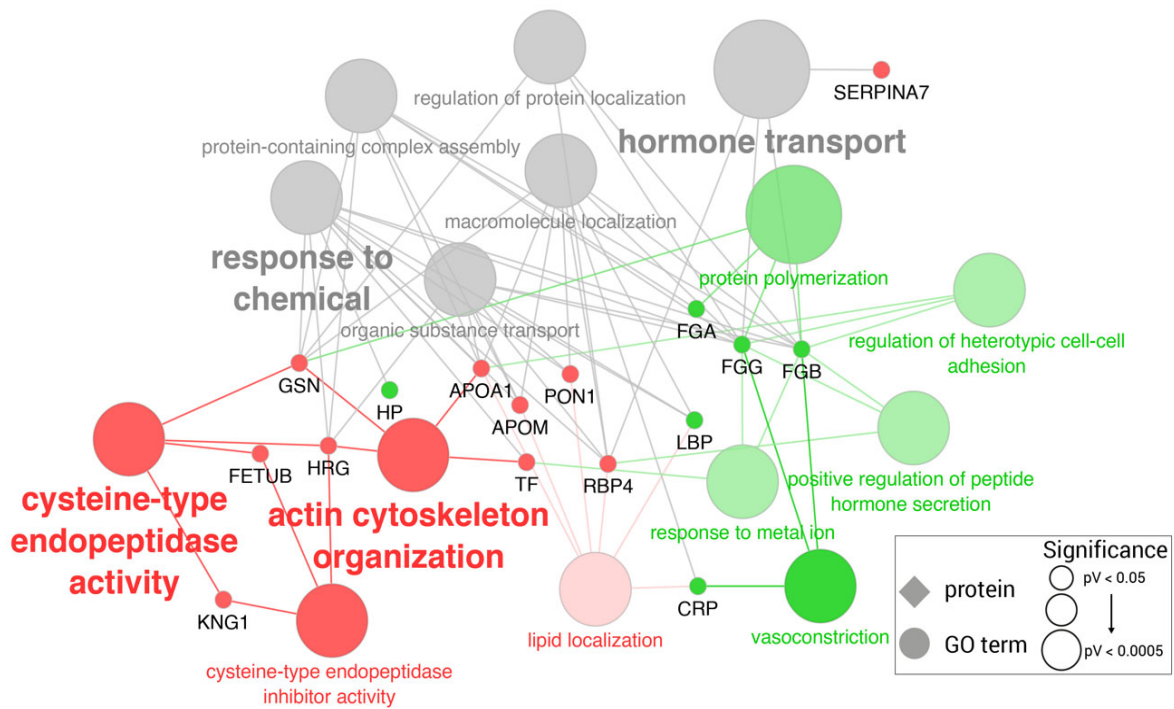 SERPINA7
regulation of protein localization
hormone transport
protein-containing complex assembly
macromolecule localization
response to
chemical
protein polymerization
organic substance transport
FGA
regulation of heterotypic cell-cell
adhesion
FGG
FGB
GSN
HP
APOA1
PON1
APOM
LBP
FETUB
HRG
TF
RBP4
positive regulation of peptide
hormone secretion
cysteine-type
endopeptidase
activity
actin cytoskeleton
organization
response to metal ion
KNG1
CRP
lipid localization
vasoconstriction
cysteine-type endopeptidase
inhibitor activity
Significance
protein
pV < 0.05
GO term
pV < 0.0005